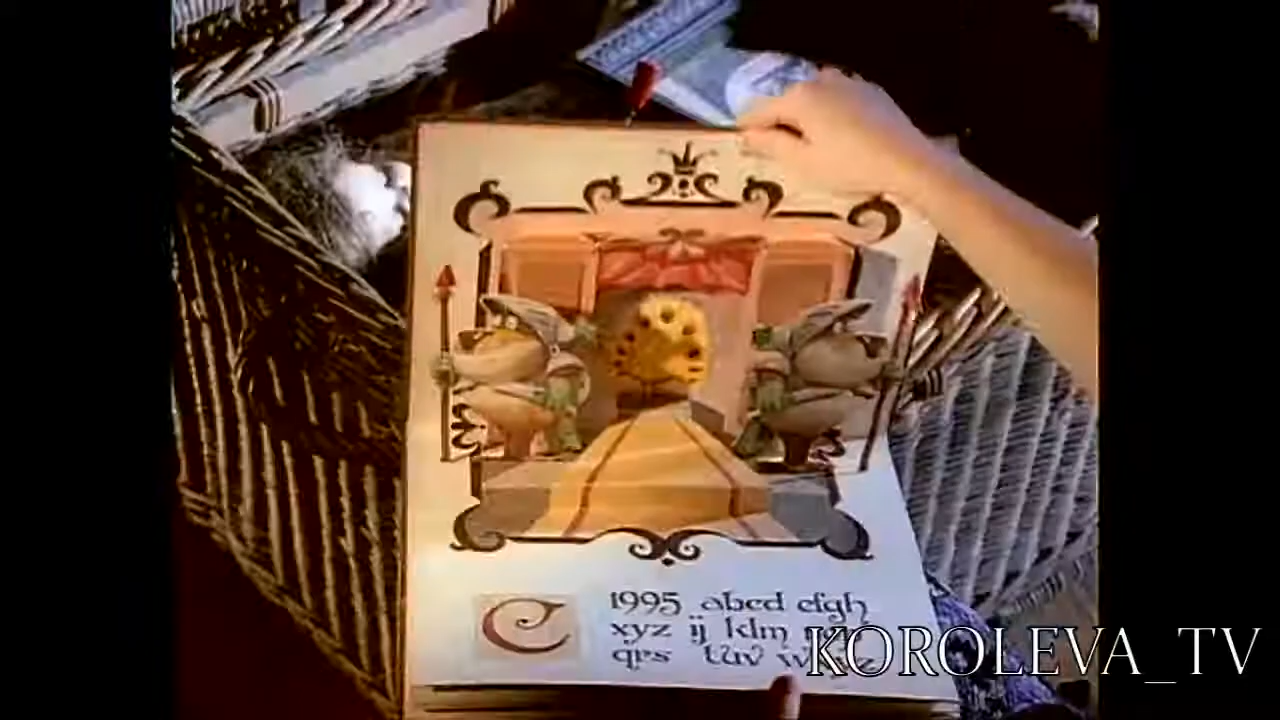 C
1995 abcd efgh
xyz ij klm
qrs tuv w
KOROLEVA_TV